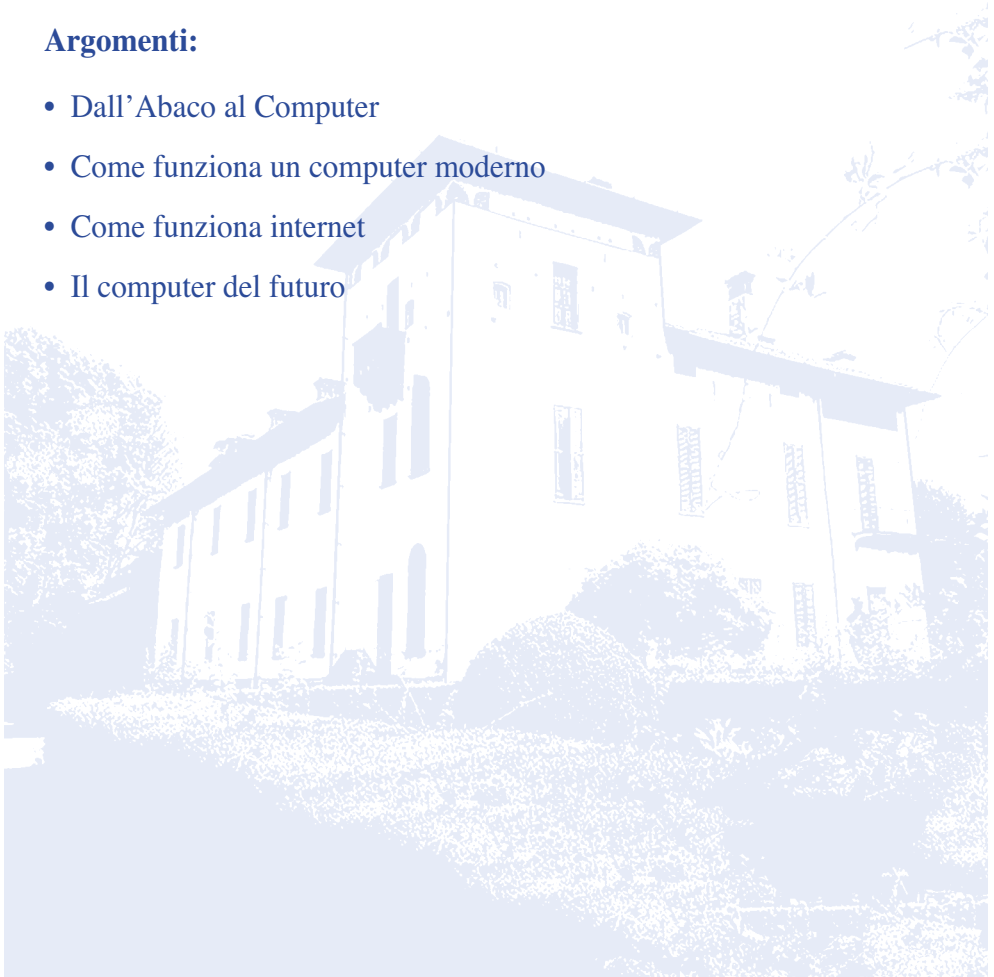 Argomenti:
• Dall’Abaco al Computer
• Come funziona un computer moderno
• Come funziona internet
• Il computer del futuro